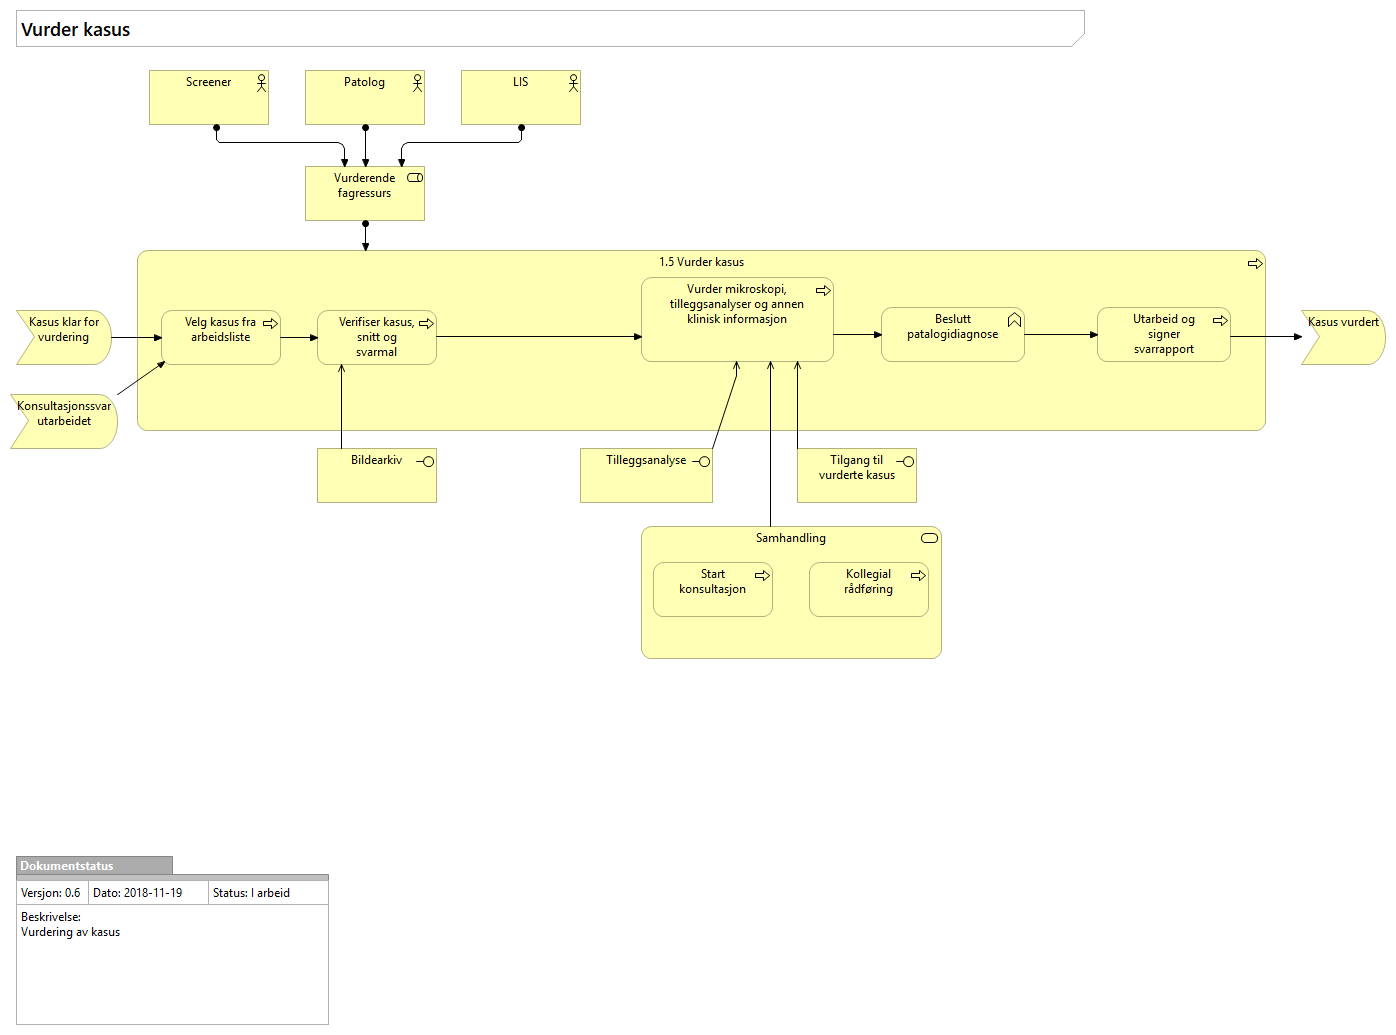 Vurder kasus
Screener
Patolog
LIS
Vurderende
fagressurs
1.5 Vurder kasus
Kasus klar for
vurdering
Velg kasus fra
arbeidsliste
Verifiser kasus,
snitt og
svarmal
Vurder mikroskopi,
tilleggsanalyser og annen
klinisk informasjon
Beslutt
patalogidiagnose
Utarbeid og
signer
svarrapport
Kasus vurdert
Konsultasjonssvar
utarbeidet
Bildearkiv
Tilleggsanalyse
Tilgang til
vurderte kasus
Samhandling
Start
konsultasjon
Kollegial
rådføring
Dokumentstatus
Versjon: 0.6
Dato: 2018-11-19
Status: I arbeid
Beskrivelse:
Vurdering av kasus